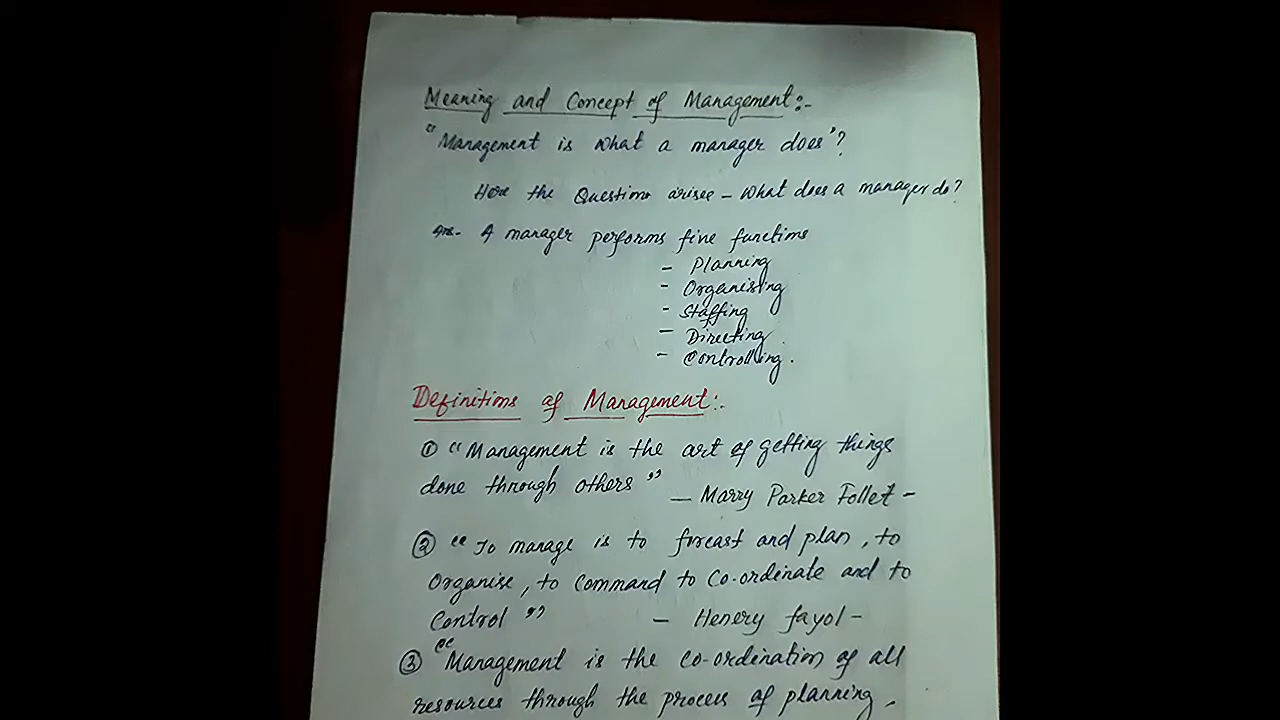 Meaning and Concept of Management:-
"Management is what a manager does"?
Here the Questions arises - What does a manager do?
Ans. A manager performs five functions
- Planning
- Organising
- Staffing
- Directing
- Controlling.
Definitions of Management:-
① "Management is the art of getting things
done through others" - Marry Parker Follet -
② "To manage is to forcast and plan, to
Organise, to Command to Co-ordinate and to
Control" - Henery fayol -
③ "Management is the co-ordination of all
resources through the process of planning,